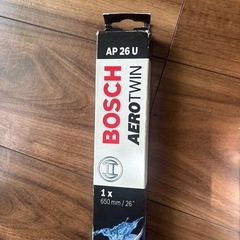 AP 26 U
BOSCH
AEROTWIN
1 x
650 mm / 26"